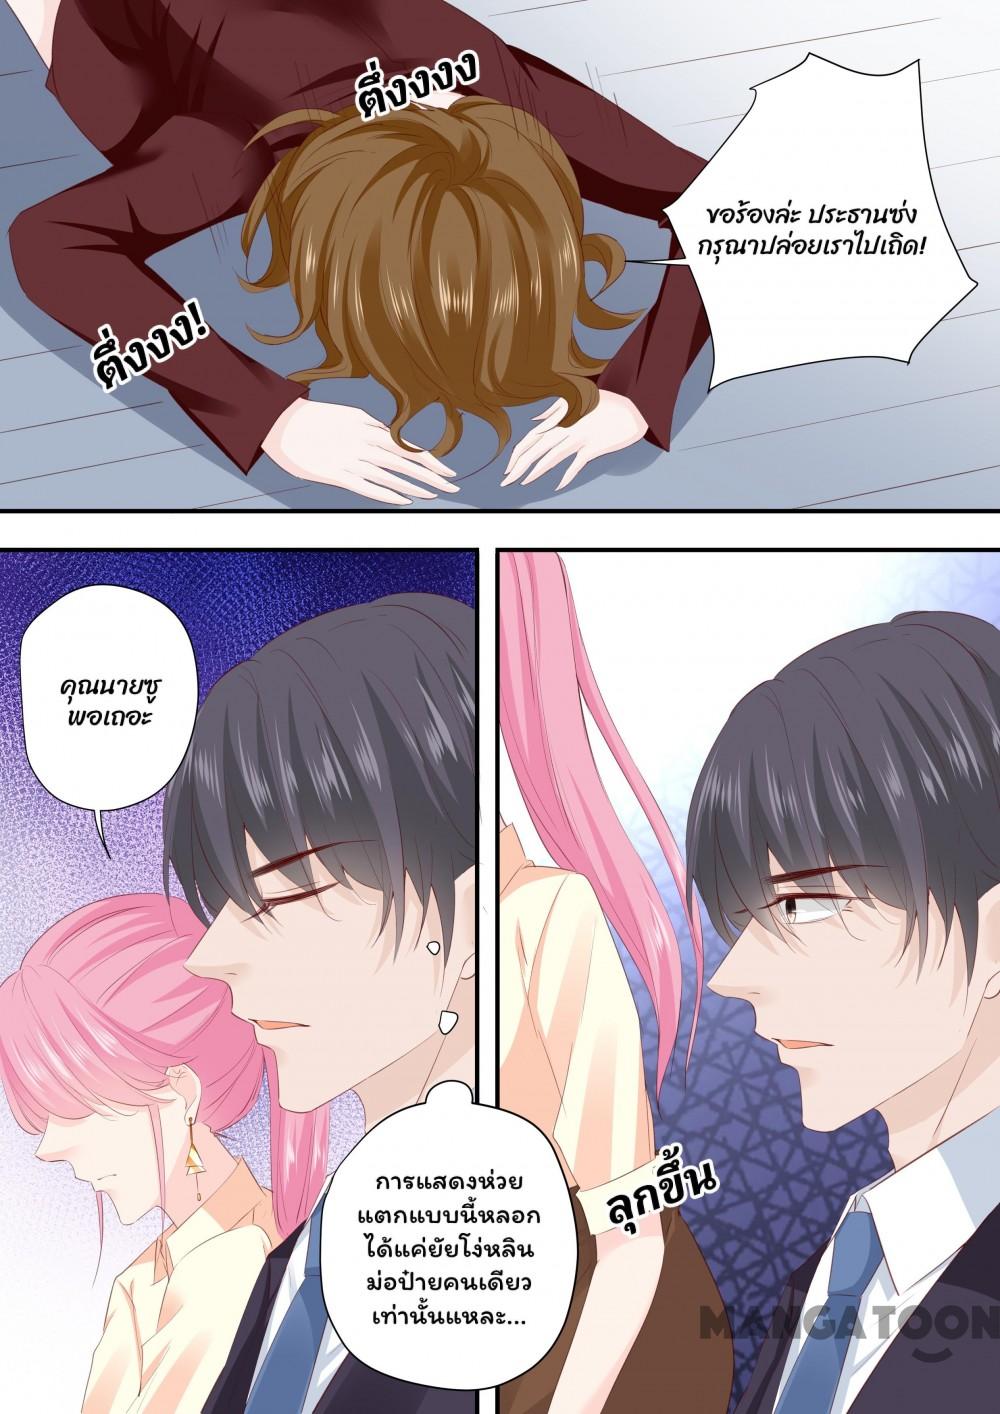 ตึ่งงงง
ขอร้องล่ะ ประธานซ่ง
กรุณาปล่อยเราไปเถิด!
ตึ่งงง!
คุณนายซู
พอเถอะ
การแสดงห่วย
แตกแบบนี้หลอก
ได้แค่ยัยโง่หลิน
ม่อป๋ายคนเดียว
เท่านั้นแหละ...
ลุกขึ้น
MANGATOON